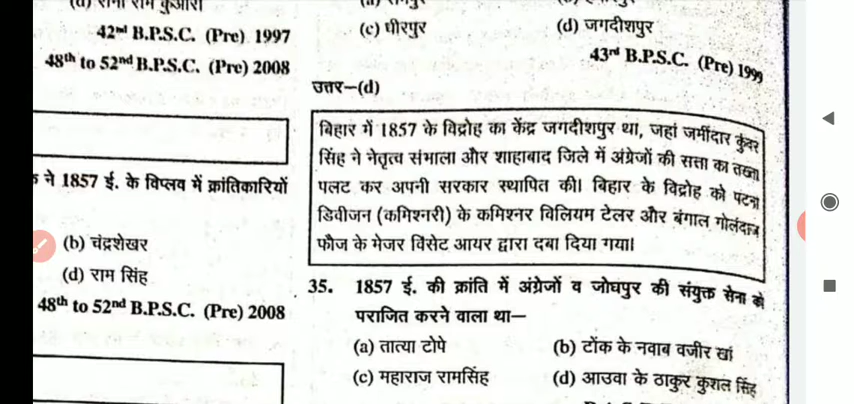 42nd B.P.S.C. (Pre) 1997
48th to 52nd B.P.S.C. (Pre) 2008
ने 1857 ई. के विप्लव में क्रांतिकारियों
(b) चंद्रशेखर
(d) राम सिंह
48th to 52nd B.P.S.C. (Pre) 2008
(c) धीरपुर (d) जगदीशपुर
43rd B.P.S.C. (Pre) 1999
उत्तर–(d)
बिहार में 1857 के विद्रोह का केंद्र जगदीशपुर था, जहां जमींदार कुंवर
सिंह ने नेतृत्व संभाला और शाहाबाद जिले में अंग्रेजों की सत्ता का तख्ता
पलट कर अपनी सरकार स्थापित की। बिहार के विद्रोह को पटना
डिवीजन (कमिश्नरी) के कमिश्नर विलियम टेलर और बंगाल गोलंदाज
फौज के मेजर विंसेट आयर द्वारा दबा दिया गया।
35. 1857 ई. की क्रांति में अंग्रेजों व जोधपुर की संयुक्त सेना को
पराजित करने वाला था—
(a) तात्या टोपे (b) टोंक के नवाब वजीर खां
(c) महाराज रामसिंह (d) आउवा के ठाकुर कुशल सिंह